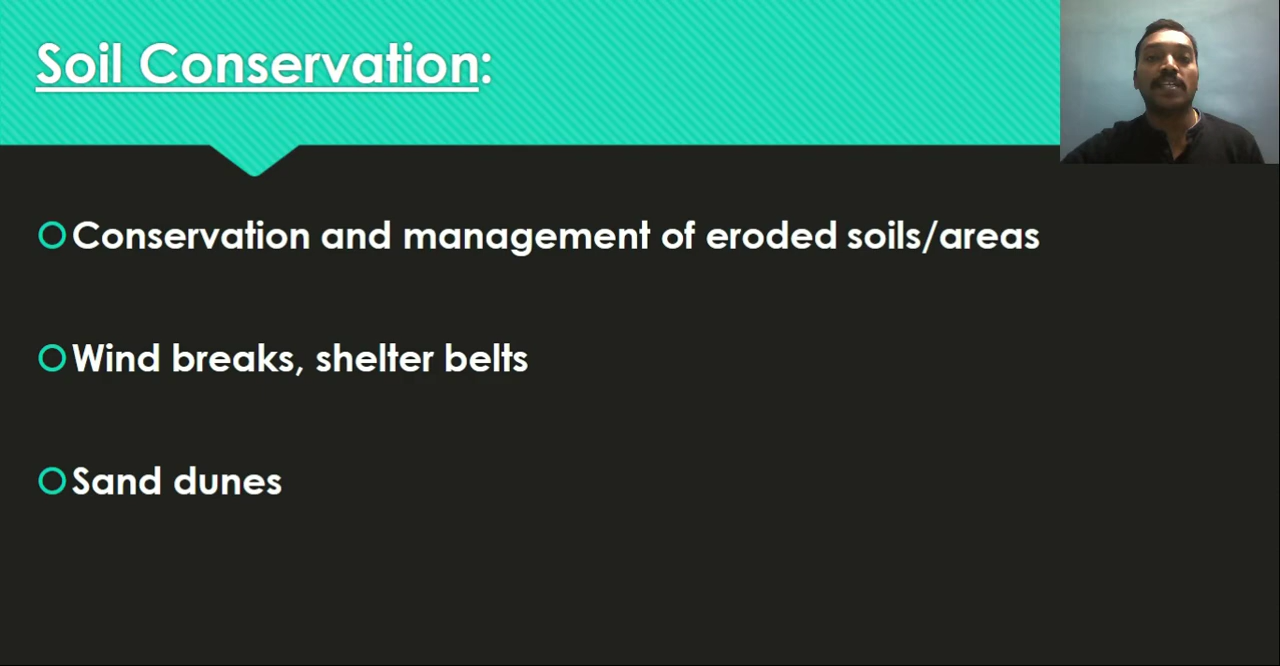 Soil Conservation:
Conservation and management of eroded soils/areas
Wind breaks, shelter belts
Sand dunes